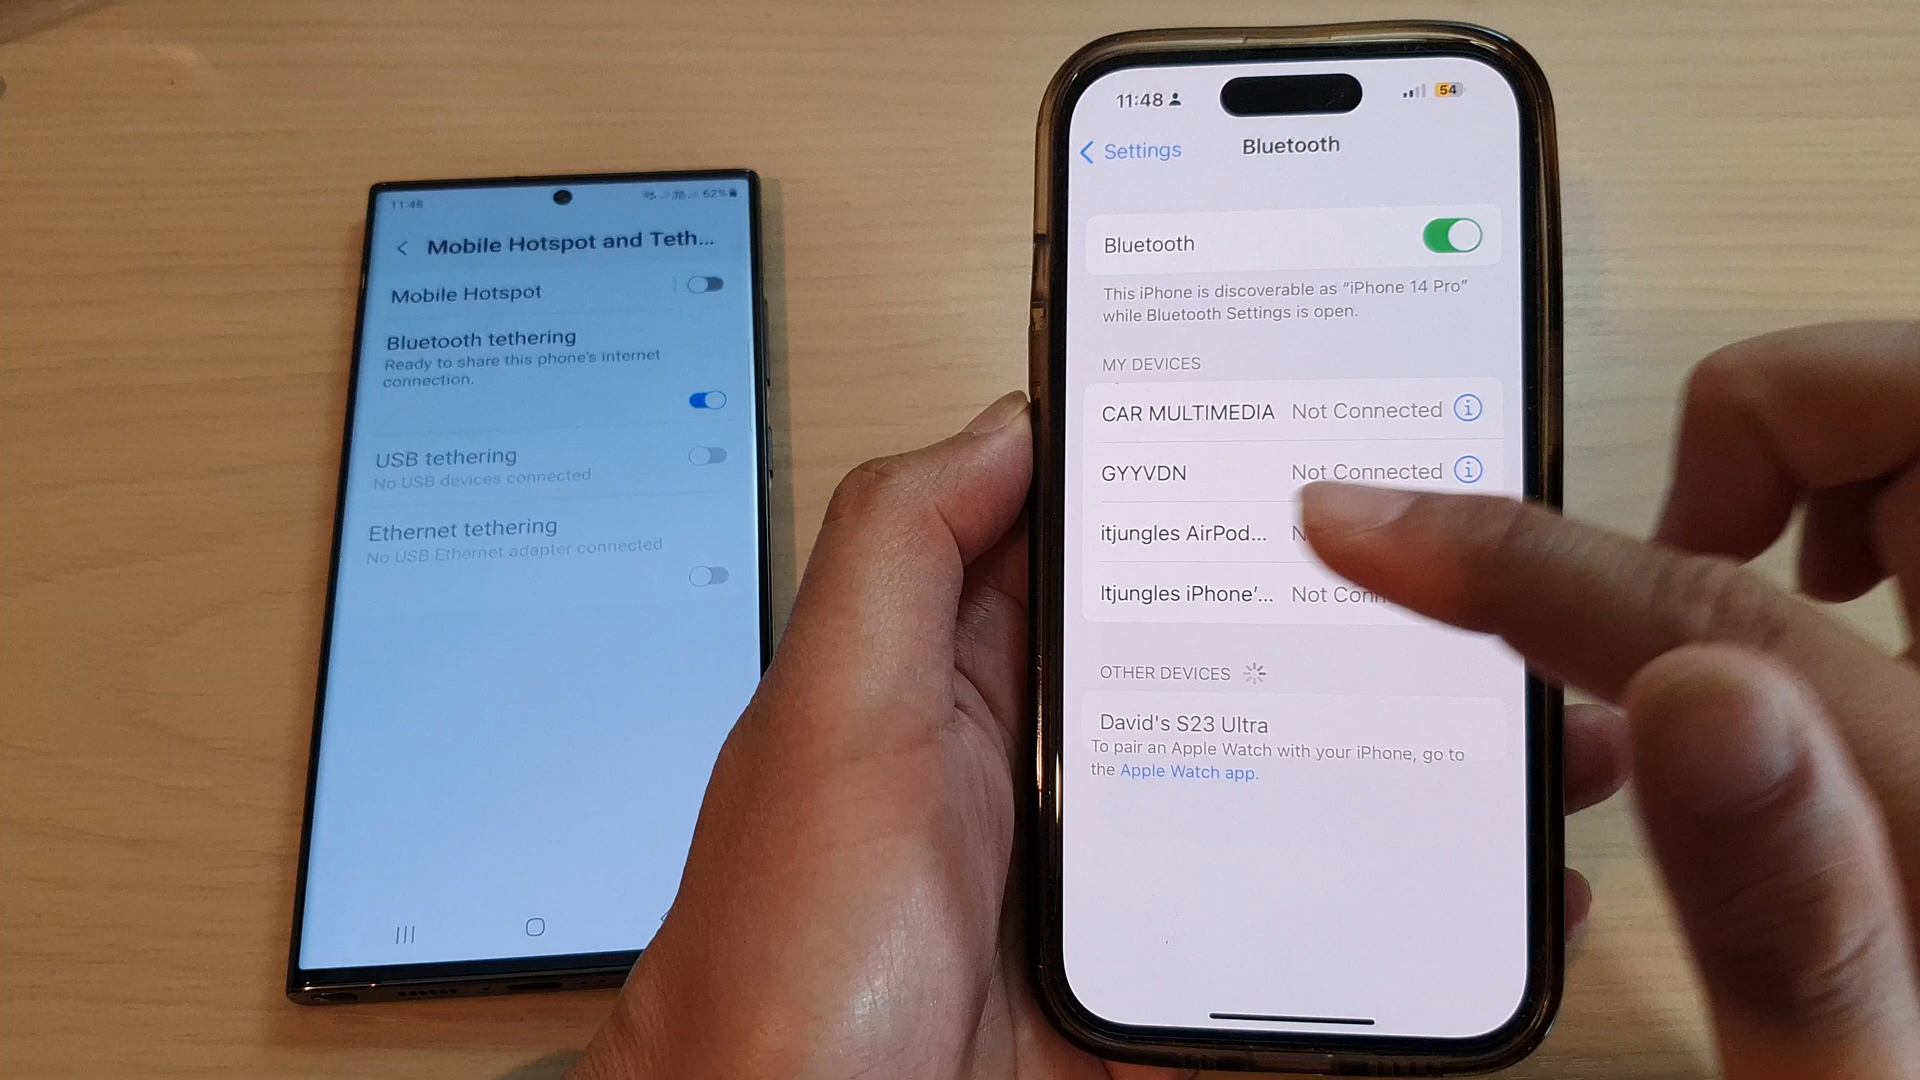 11:48
62%
Mobile Hotspot and Teth...
Mobile Hotspot
Bluetooth tethering
Ready to share this phone's internet
connection.
USB tethering
No USB devices connected
Ethernet tethering
No USB Ethernet adapter connected
11:48
54
Settings
Bluetooth
Bluetooth
This iPhone is discoverable as “iPhone 14 Pro”
while Bluetooth Settings is open.
MY DEVICES
CAR MULTIMEDIA Not Connected
GYYVDN Not Connected
itjungles AirPod...
Itjungles iPhone’... Not Conn
OTHER DEVICES
David's S23 Ultra
To pair an Apple Watch with your iPhone, go to
the Apple Watch app.